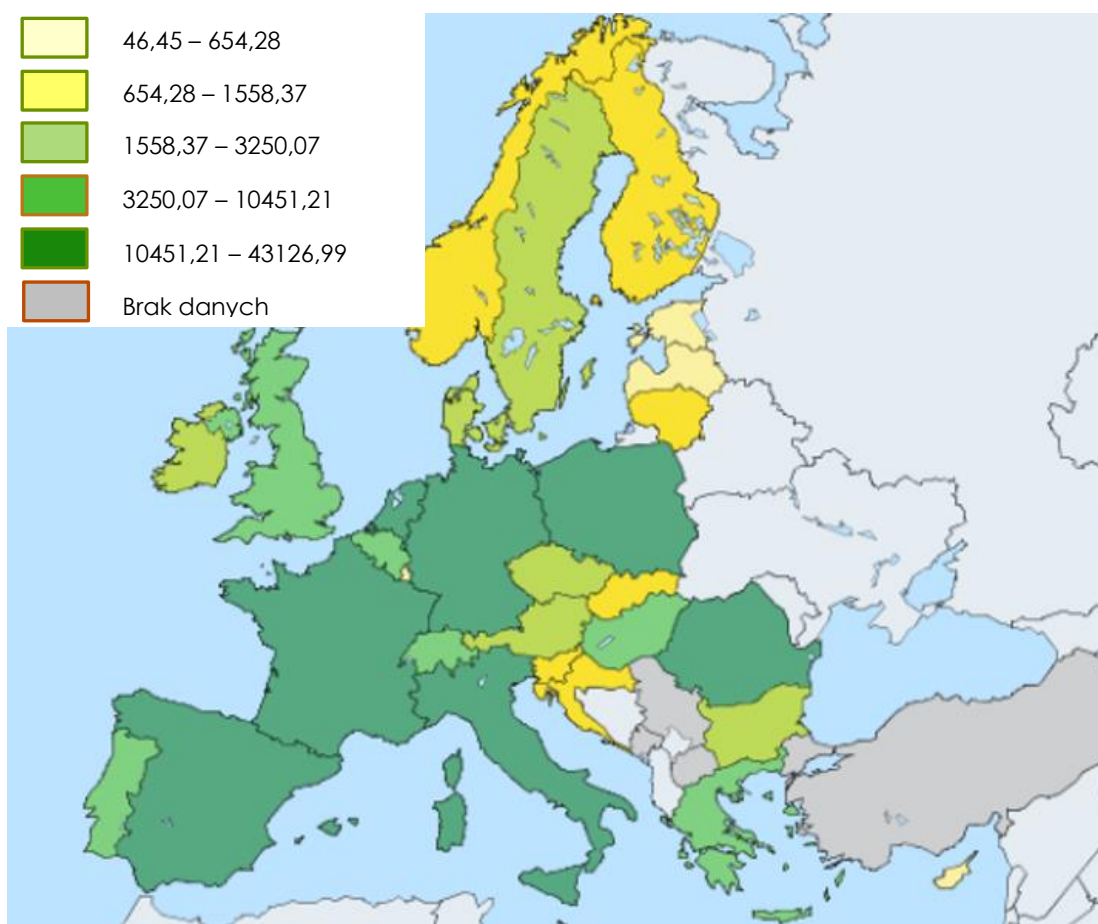 46,45 – 654,28
654,28 – 1558,37
1558,37 – 3250,07
3250,07 – 10451,21
10451,21 – 43126,99
Brak danych